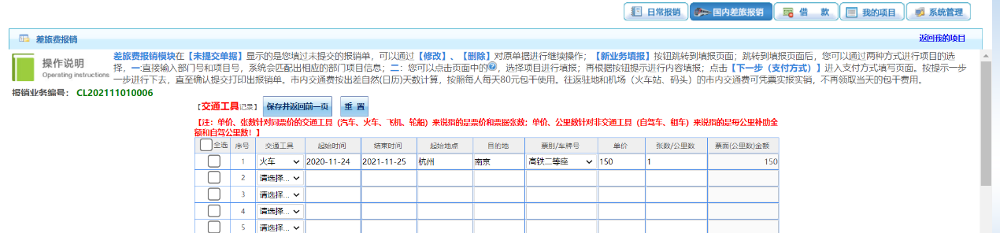 日常报销 国内差旅报销 借 款 我的项目 系统管理
差旅费报销 返回我的项目
操作说明
Operating instructions
差旅费报销模块在【未提交单据】显示的是您填过未提交的报销单，可以通过【修改】、【删除】对原单据进行继续操作；【新业务填报】按钮跳转到填报页面；跳转到填报页面后，您可以通过两种方式进行项目的选
择，一:直接输入部门号和项目号，系统会匹配出相应的部门项目信息；二：您可以点击页面中的?，选择项目进行填报；再根据按钮提示进行内容填报；点击【下一步（支付方式）】进入支付方式填写页面。按提示一步
一步进行下去，直至确认提交打印出报销单。市内交通费按出差自然(日历)天数计算，按照每人每天80元包干使用。往返驻地和机场（火车站、码头）的市内交通费可凭票实报实销，不再领取当天的包干费用。
报销业务编号： CL202111010006
【交通工具记录】 保存并返回前一页 重 置
【注：单价、张数针对同票价的交通工具（汽车、火车、飞机、轮船）来说指的是票价和票据张数；单价、公里数针对非交通工具（自驾车、租车）来说指的是每公里补助金
额和自驾公里数！】
全选 序号 交通工具 起始时间 结束时间 起始地点 目的地 票别/车牌号 单价 张数/公里数 票面(公里数)金额
1 火车 2020-11-24 2021-11-25 杭州 南京 高铁二等座 150 1 150
2 请选择...
3 请选择...
4 请选择...
5 请选择...